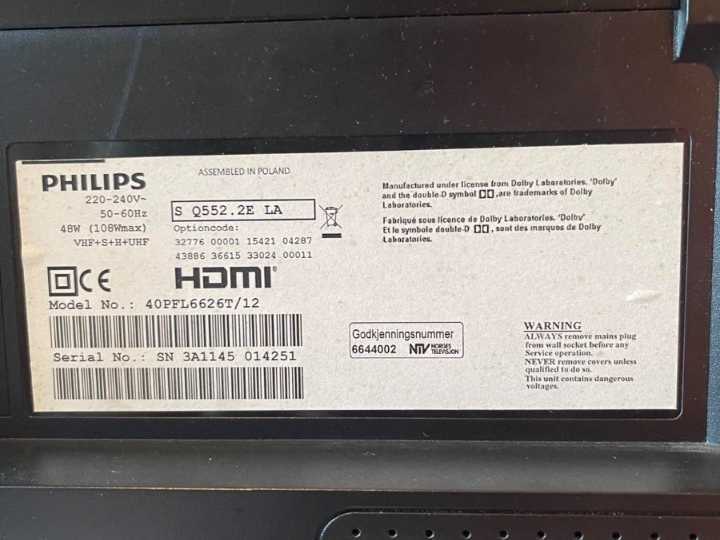 PHILIPS
ASSEMBLED IN POLAND
220-240V~
50-60Hz
48W (108Wmax)
VHF+S+H+UHF
S Q552.2E LA
Optioncode:
32776 00001 15421 04287
43886 36615 33024 00011
CE
HDMI®
Model No.: 40PFL6626T/12
Serial No.: SN 3A1145 014251
Manufactured under license from Dolby Laboratories. 'Dolby'
and the double-D symbol DD ,are trademarks of Dolby
Laboratories.
Fabriqué sous licence de Dolby Laboratories. 'Dolby'
Et le symbole double-D DD , sont des marques de Dolby
Laboratories.
Godkjenningsnummer
6644002 NTV NORGES
TELEVISJON
WARNING
ALWAYS remove mains plug
from wall socket before any
Service operation.
NEVER remove covers unless
qualified to do so.
This unit contains dangerous
voltages.